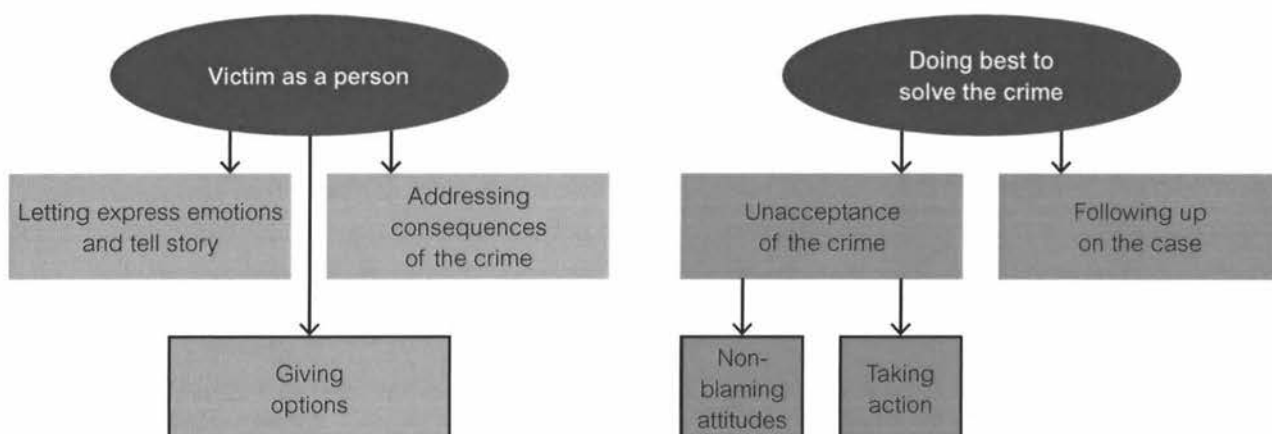 Victim as a person
Doing best to
solve the crime
Letting express emotions
and tell story
Addressing
consequences
of the crime
Unacceptance
of the crime
Following up
on the case
Giving
options
Non-
blaming
attitudes
Taking
action